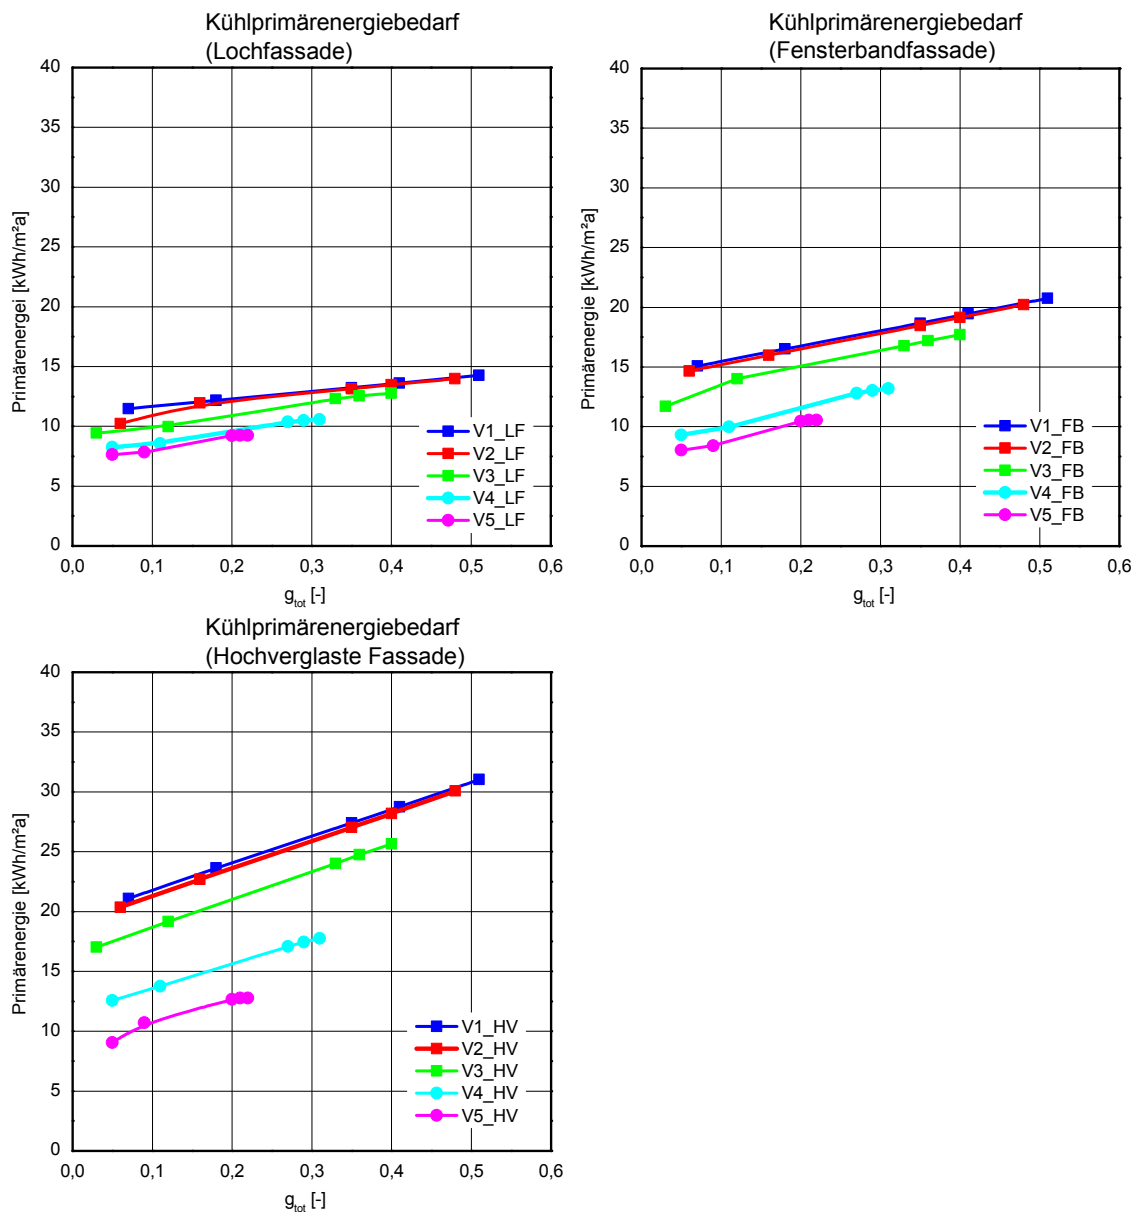 Kühlprimärenergiebedarf
(Lochfassade)
40
35
30
25
20
15
10
5
0
Primärenergei [kWh/m²a]
V1_LF
V2_LF
V3_LF
V4_LF
V5_LF
0,0 0,1 0,2 0,3 0,4 0,5 0,6
g_tot [-]
Kühlprimärenergiebedarf
(Fensterbandfassade)
40
35
30
25
20
15
10
5
0
Primärenergie [kWh/m²a]
V1_FB
V2_FB
V3_FB
V4_FB
V5_FB
0,0 0,1 0,2 0,3 0,4 0,5 0,6
g_tot [-]
Kühlprimärenergiebedarf
(Hochverglaste Fassade)
40
35
30
25
20
15
10
5
0
Primärenergie [kWh/m²a]
V1_HV
V2_HV
V3_HV
V4_HV
V5_HV
0,0 0,1 0,2 0,3 0,4 0,5 0,6
g_tot [-]